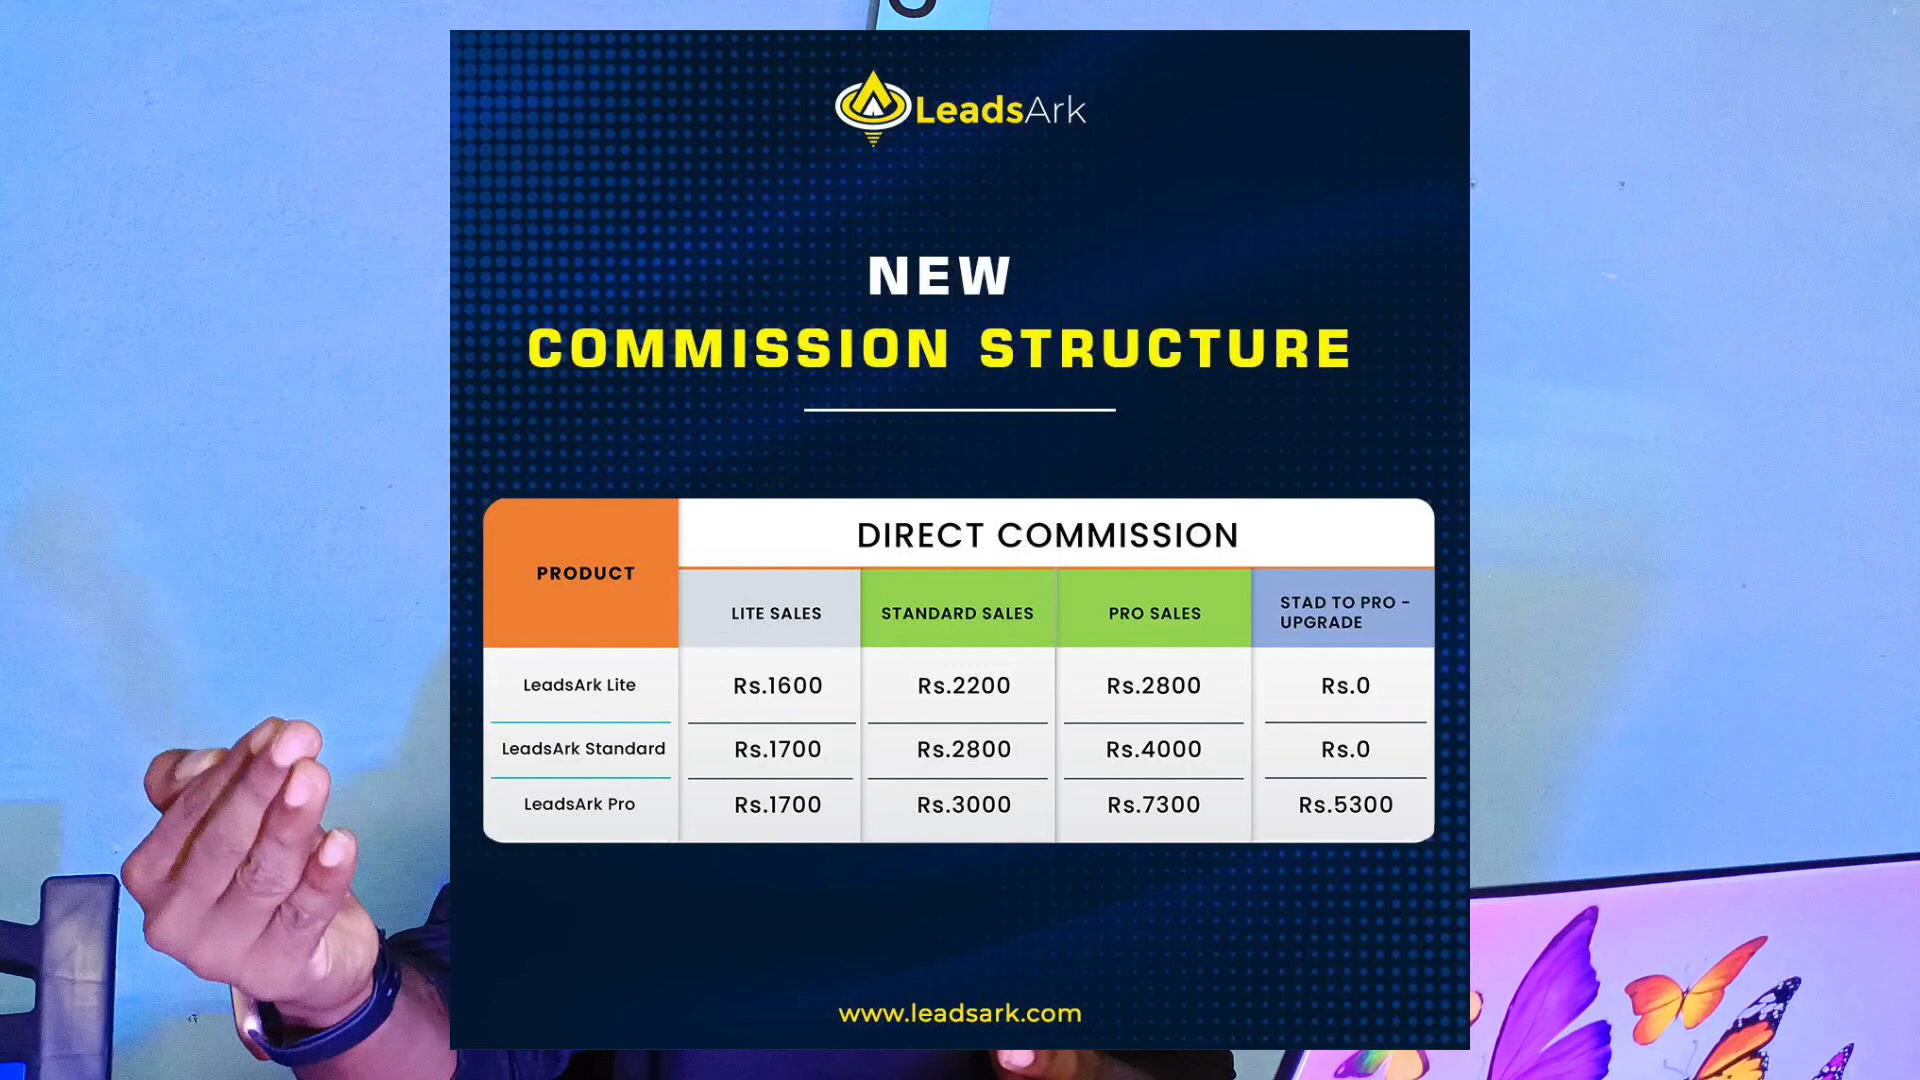 LeadsArk
NEW
COMMISSION STRUCTURE
PRODUCT
DIRECT COMMISSION
LITE SALES
STANDARD SALES
PRO SALES
STAD TO PRO -
UPGRADE
LeadsArk Lite
Rs.1600
Rs.2200
Rs.2800
Rs.0
LeadsArk Standard
Rs.1700
Rs.2800
Rs.4000
Rs.0
LeadsArk Pro
Rs.1700
Rs.3000
Rs.7300
Rs.5300
www.leadsark.com